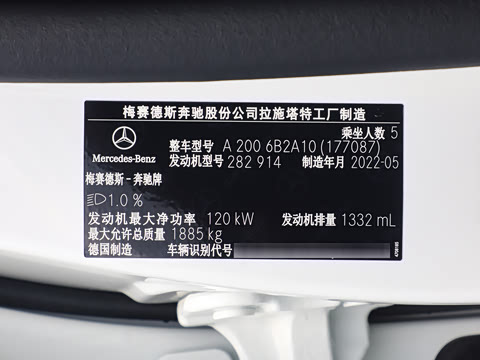 梅赛德斯奔驰股份公司拉施塔特工厂制造
乘坐人数 5
整车型号 A 200 6B2A10 (177087)
Mercedes-Benz 发动机型号 282 914 制造年月 2022-05
梅赛德斯-奔驰牌
1.0 %
发动机最大净功率 120 kW 发动机排量 1332 mL
最大允许总质量 1885 kg
德国制造 车辆识别代号